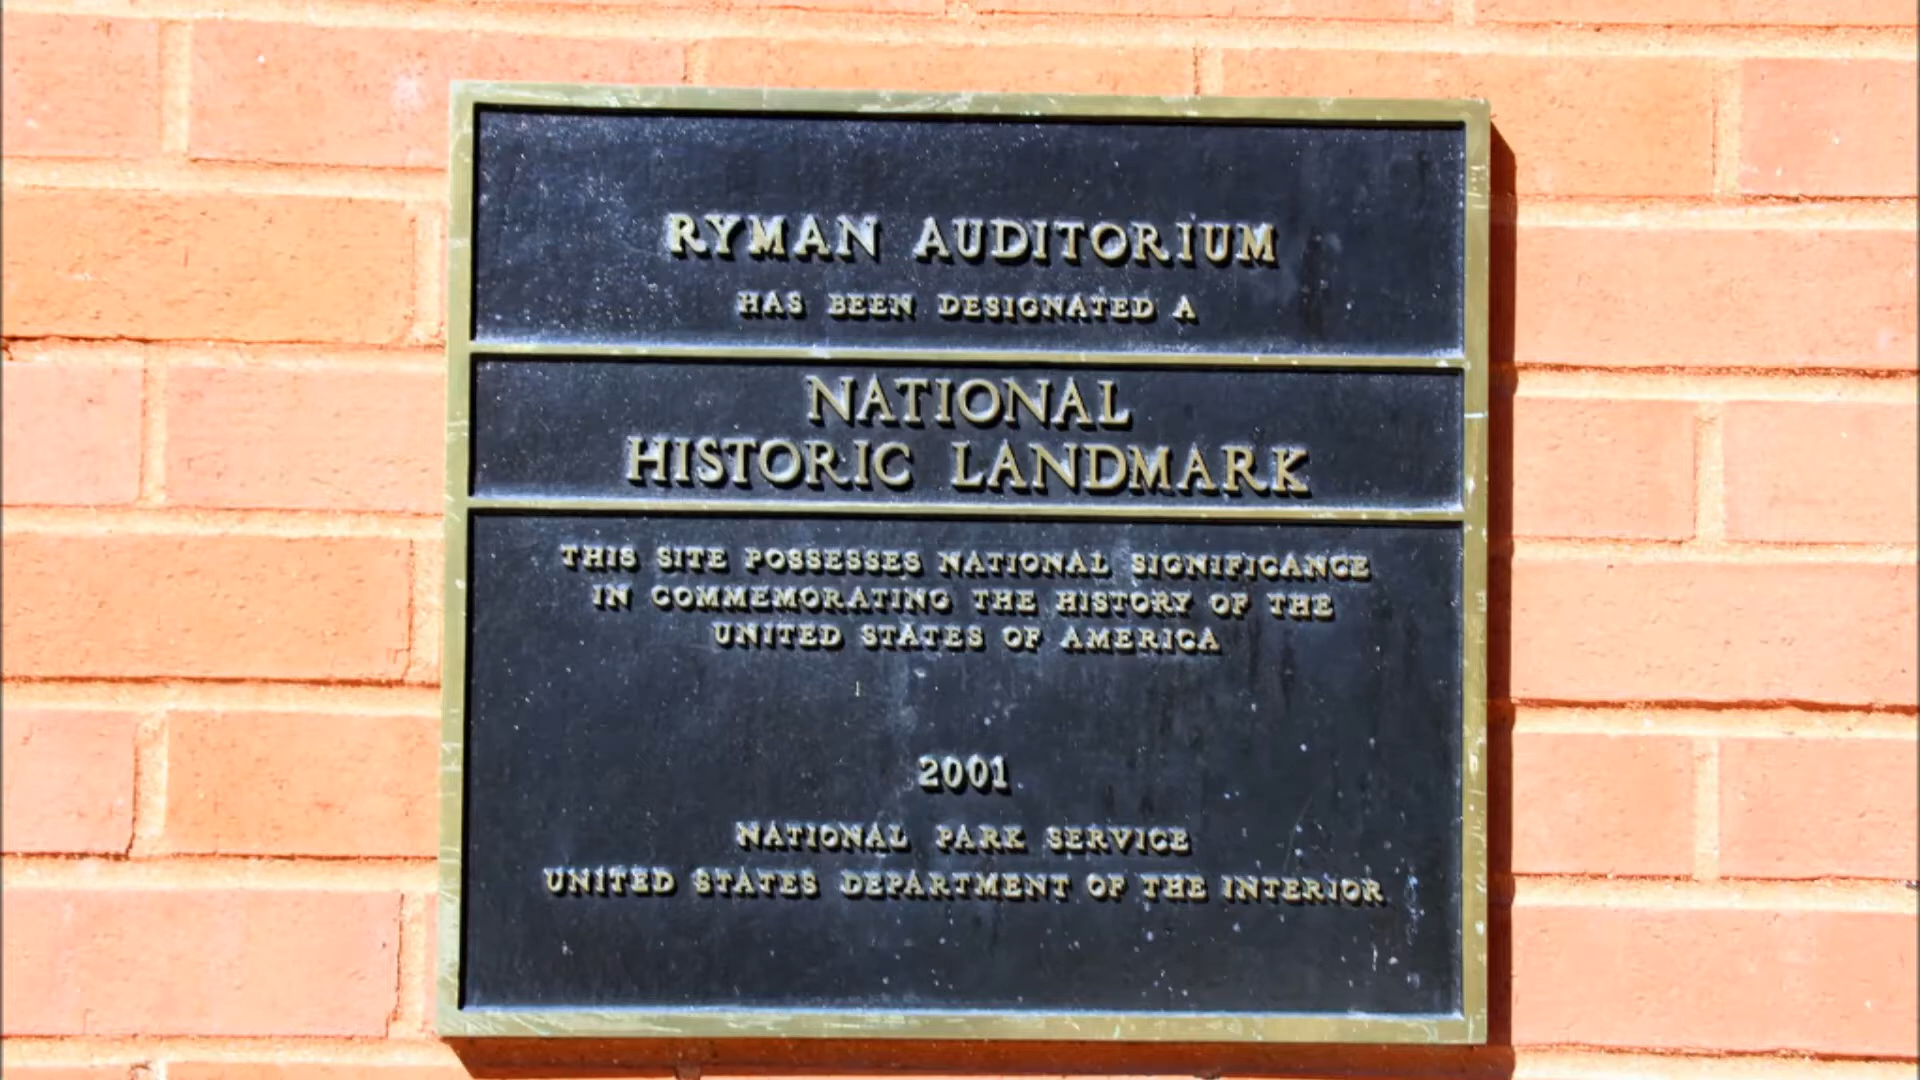 RYMAN AUDITORIUM
HAS BEEN DESIGNATED A
NATIONAL
HISTORIC LANDMARK
THIS SITE POSSESSES NATIONAL SIGNIFICANCE
IN COMMEMORATING THE HISTORY OF THE
UNITED STATES OF AMERICA
2001
NATIONAL PARK SERVICE
UNITED STATES DEPARTMENT OF THE INTERIOR